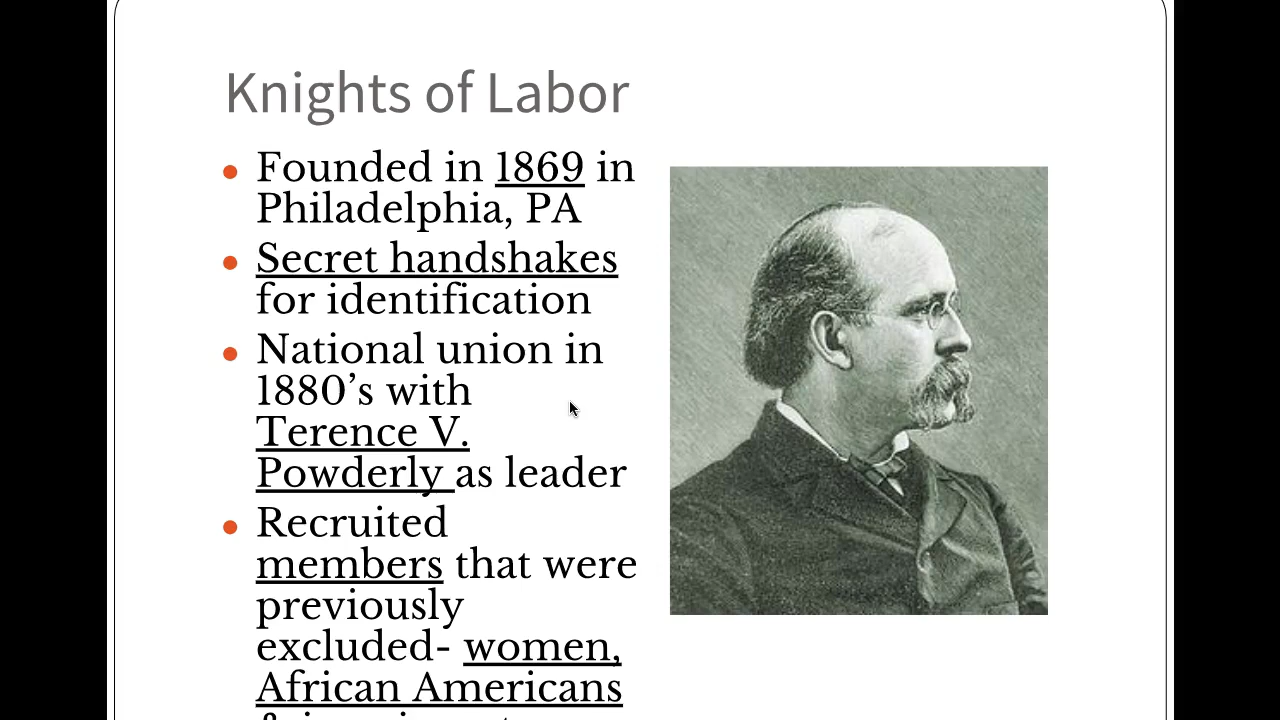 Knights of Labor
Founded in 1869 in
Philadelphia, PA
Secret handshakes
for identification
National union in
1880’s with
Terence V.
Powderly as leader
Recruited
members that were
previously
excluded- women,
African Americans